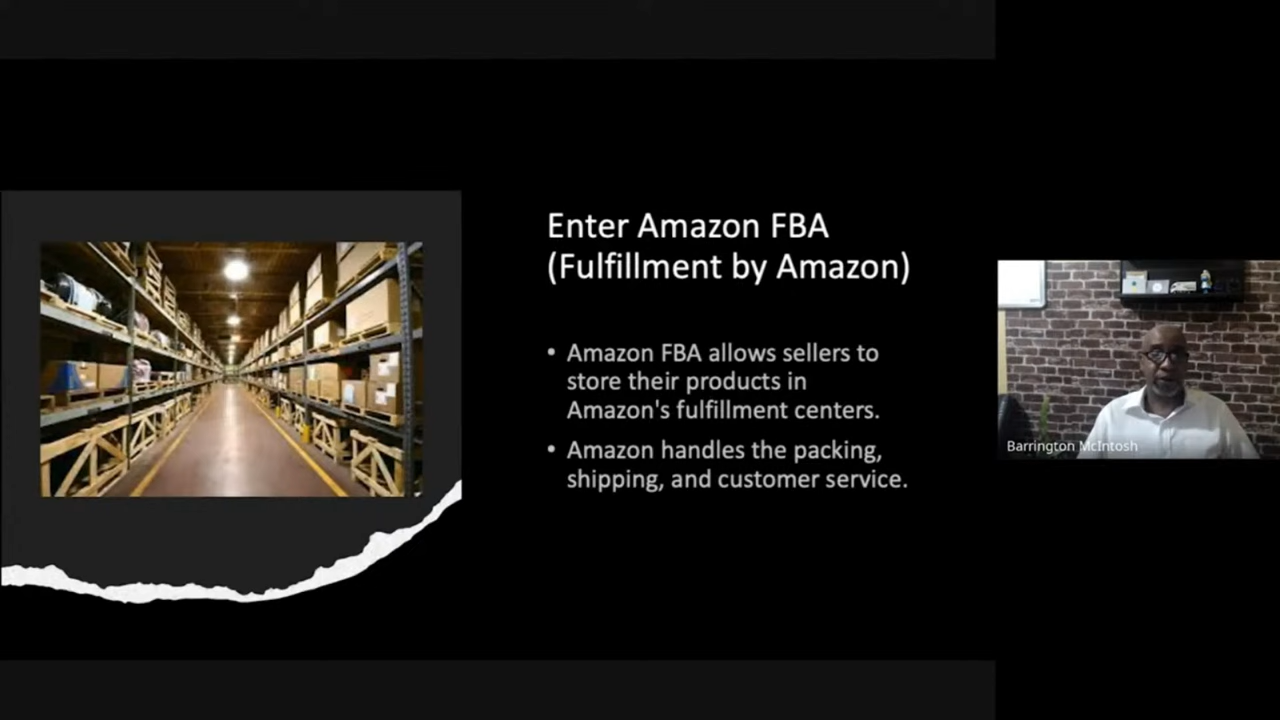 Enter Amazon FBA
(Fulfillment by Amazon)
• Amazon FBA allows sellers to
store their products in
Amazon's fulfillment centers.
• Amazon handles the packing,
shipping, and customer service.
Barrington McIntosh